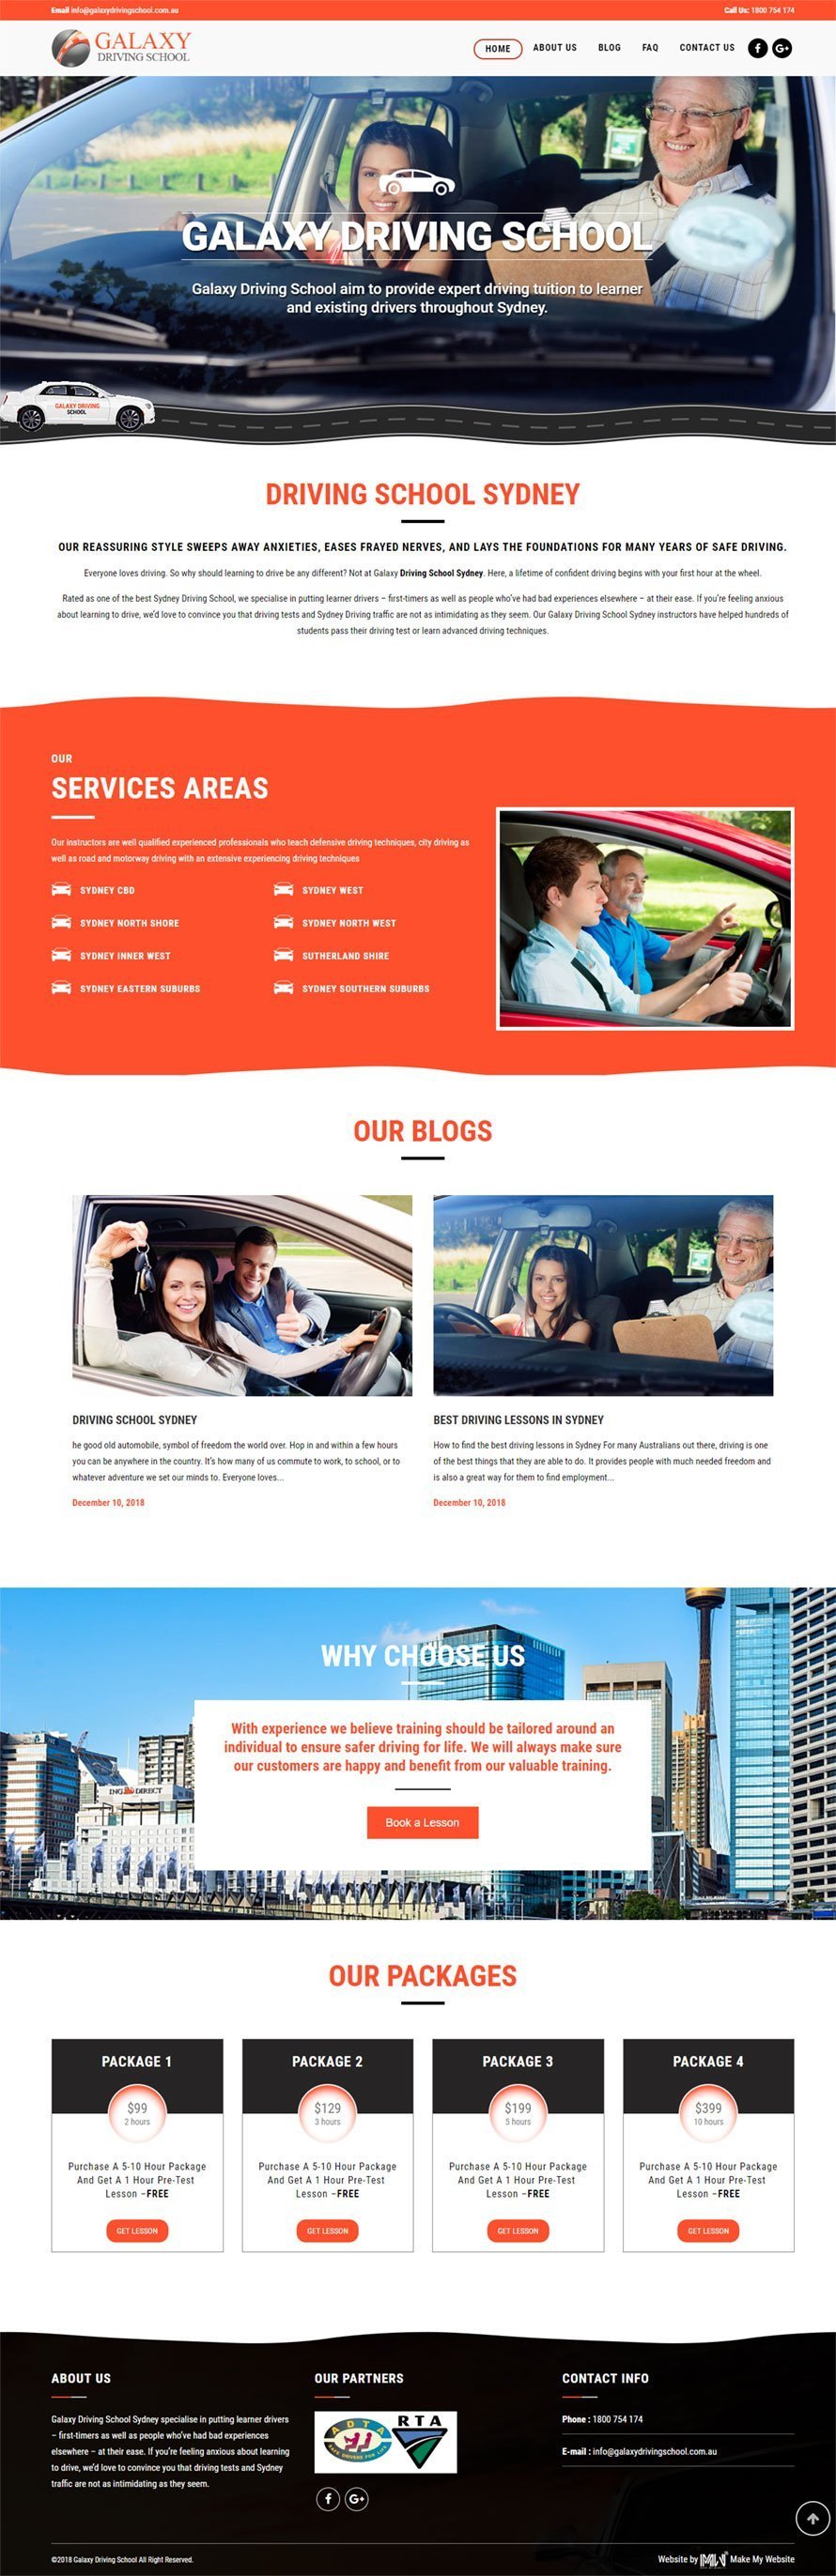 Email info@galaxydrivingschool.com.au
Call Us: 1800 754 174
GALAXY
DRIVING SCHOOL
HOME
ABOUT US
BLOG
FAQ
CONTACT US
GALAXY DRIVING SCHOOL
Galaxy Driving School aim to provide expert driving tuition to learner
and existing drivers throughout Sydney.
GALAXY DRIVING
SCHOOL
DRIVING SCHOOL SYDNEY
OUR REASSURING STYLE SWEEPS AWAY ANXIETIES, EASES FRAYED NERVES, AND LAYS THE FOUNDATIONS FOR MANY YEARS OF SAFE DRIVING.
Everyone loves driving. So why should learning to drive be any different? Not at Galaxy Driving School Sydney. Here, a lifetime of confident driving begins with your first hour at the wheel.
Rated as one of the best Sydney Driving School, we specialise in putting learner drivers – first-timers as well as people who've had bad experiences elsewhere – at their ease. If you're feeling anxious
about learning to drive, we'd love to convince you that driving tests and Sydney Driving traffic are not as intimidating as they seem. Our Galaxy Driving School Sydney instructors have helped hundreds of
students pass their driving test or learn advanced driving techniques.
OUR
SERVICES AREAS
Our instructors are well qualified experienced professionals who teach defensive driving techniques, city driving as
well as road and motorway driving with an extensive experiencing driving techniques
SYDNEY CBD
SYDNEY WEST
SYDNEY NORTH SHORE
SYDNEY NORTH WEST
SYDNEY INNER WEST
SUTHERLAND SHIRE
SYDNEY EASTERN SUBURBS
SYDNEY SOUTHERN SUBURBS
OUR BLOGS
DRIVING SCHOOL SYDNEY
he good old automobile, symbol of freedom the world over. Hop in and within a few hours
you can be anywhere in the country. It's how many of us commute to work, to school, or to
whatever adventure we set our minds to. Everyone loves...
December 10, 2018
BEST DRIVING LESSONS IN SYDNEY
How to find the best driving lessons in Sydney For many Australians out there, driving is one
of the best things that they are able to do. It provides people with much needed freedom and
is also a great way for them to find employment...
December 10, 2018
WHY CHOOSE US
With experience we believe training should be tailored around an
individual to ensure safer driving for life. We will always make sure
our customers are happy and benefit from our valuable training.
Book a Lesson
ING DIRECT
OUR PACKAGES
PACKAGE 1
$99
2 hours
Purchase A 5-10 Hour Package
And Get A 1 Hour Pre-Test
Lesson –FREE
GET LESSON
PACKAGE 2
$129
3 hours
Purchase A 5-10 Hour Package
And Get A 1 Hour Pre-Test
Lesson –FREE
GET LESSON
PACKAGE 3
$199
5 hours
Purchase A 5-10 Hour Package
And Get A 1 Hour Pre-Test
Lesson –FREE
GET LESSON
PACKAGE 4
$399
10 hours
Purchase A 5-10 Hour Package
And Get A 1 Hour Pre-Test
Lesson –FREE
GET LESSON
ABOUT US
Galaxy Driving School Sydney specialise in putting learner drivers
– first-timers as well as people who've had bad experiences
elsewhere – at their ease. If you're feeling anxious about learning
to drive, we'd love to convince you that driving tests and Sydney
traffic are not as intimidating as they seem.
OUR PARTNERS
ADTA
SAFE DRIVERS FOR LIFE
RTA
CONTACT INFO
Phone : 1800 754 174
E-mail : info@galaxydrivingschool.com.au
©2018 Galaxy Driving School All Right Reserved.
Website by MMW Make My Website